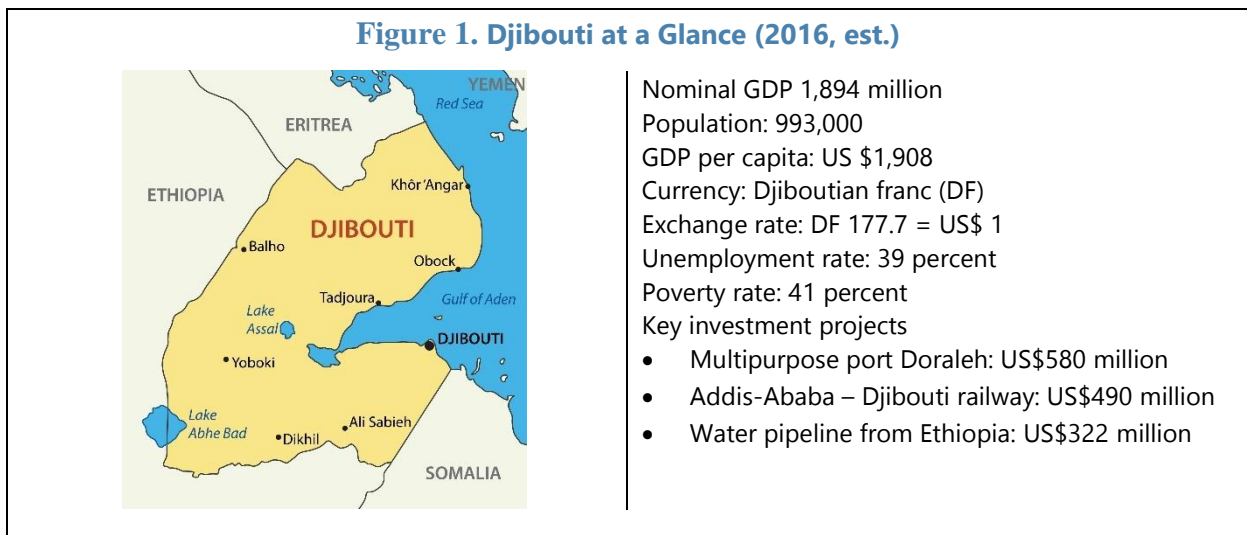 Figure 1. Djibouti at a Glance (2016, est.)
YEMEN
Red Sea
ERITREA
ETHIOPIA
Khôr’Angar
DJIBOUTI
Balho
Obock
Tadjoura
Gulf of Aden
Lake
Assal
DJIBOUTI
Yoboki
Lake
Abhe Bad
Ali Sabieh
Dikhil
SOMALIA
Nominal GDP 1,894 million
Population: 993,000
GDP per capita: US $1,908
Currency: Djiboutian franc (DF)
Exchange rate: DF 177.7 = US$ 1
Unemployment rate: 39 percent
Poverty rate: 41 percent
Key investment projects
• Multipurpose port Doraleh: US$580 million
• Addis-Ababa – Djibouti railway: US$490 million
• Water pipeline from Ethiopia: US$322 million